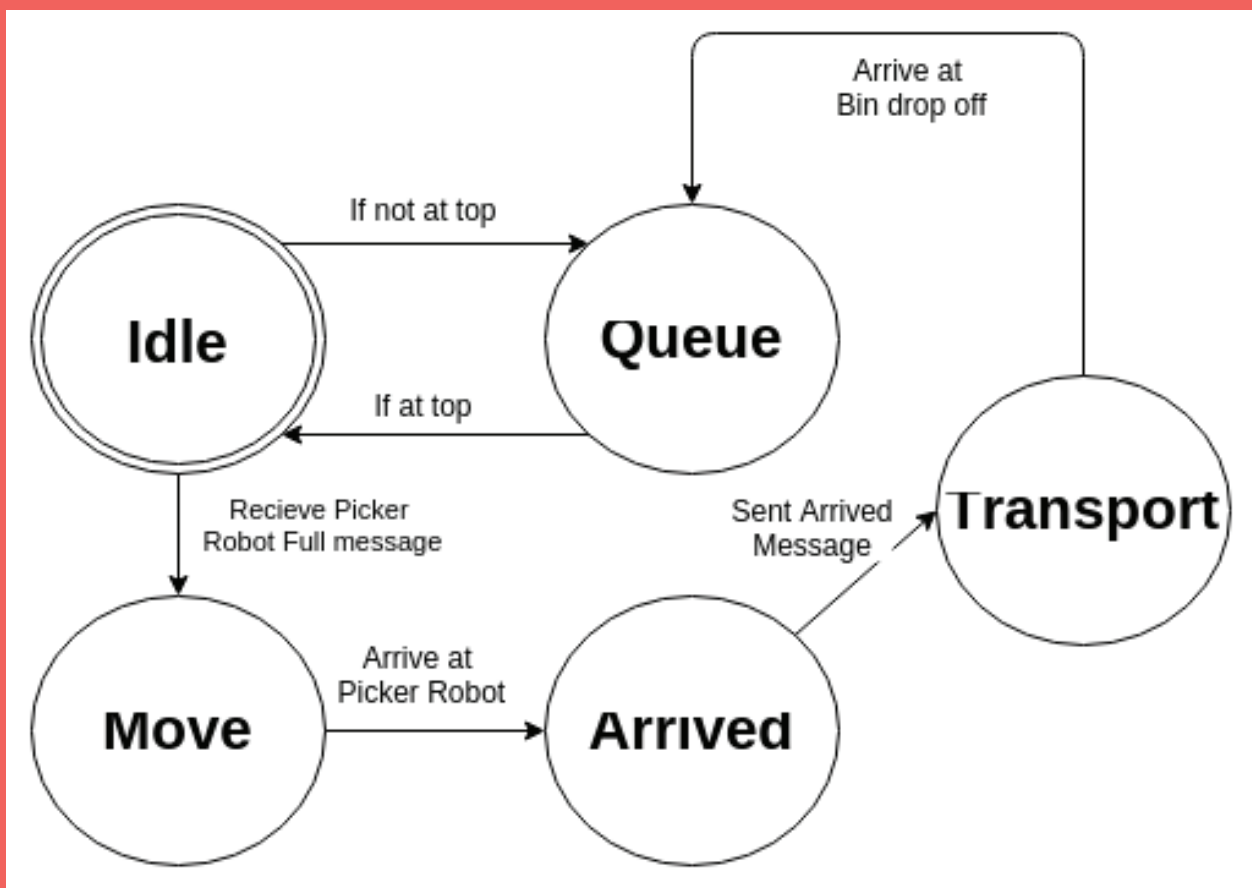 Arrive at
Bin drop off
If not at top
Idle
Queue
If at top
Recieve Picker
Robot Full message
Sent Arrived
Message
Transport
Arrive at
Picker Robot
Move
Arrived